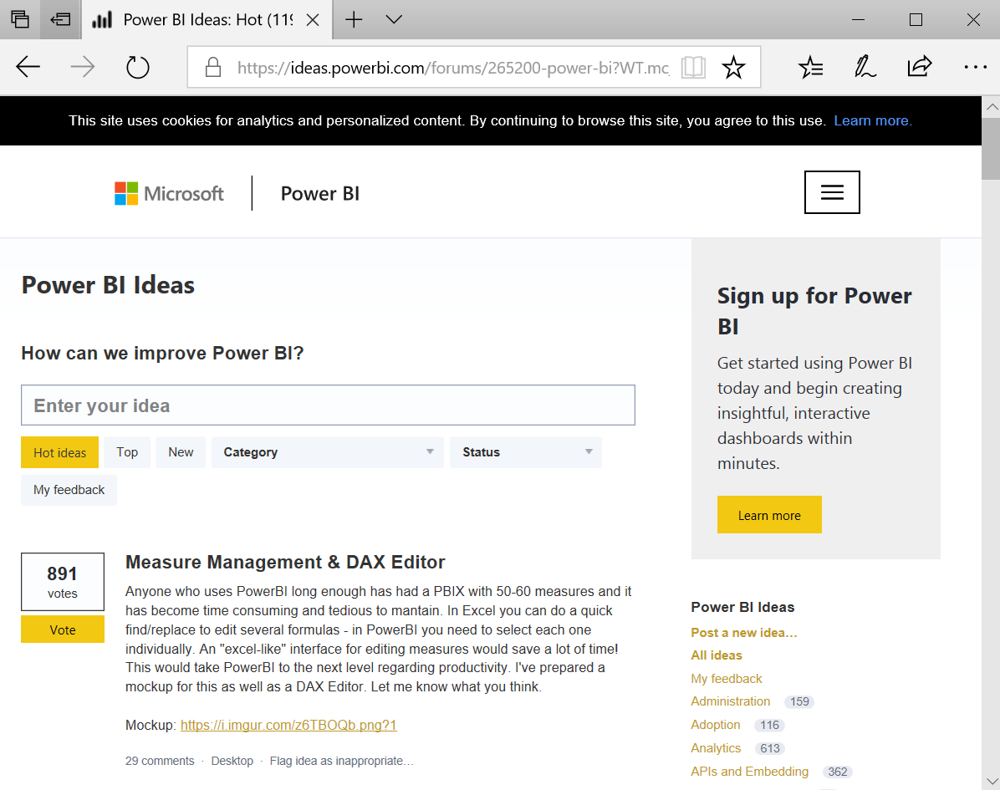 Power BI Ideas: Hot (119
https://ideas.powerbi.com/forums/265200-power-bi?WT.mc_
This site uses cookies for analytics and personalized content. By continuing to browse this site, you agree to this use. Learn more.
Microsoft
Power BI
Power BI Ideas
How can we improve Power BI?
Enter your idea
Hot ideas
Top
New
Category
Status
My feedback
891
votes
Vote
Measure Management & DAX Editor
Anyone who uses PowerBI long enough has had a PBIX with 50-60 measures and it
has become time consuming and tedious to mantain. In Excel you can do a quick
find/replace to edit several formulas - in PowerBI you need to select each one
individually. An "excel-like" interface for editing measures would save a lot of time!
This would take PowerBI to the next level regarding productivity. I've prepared a
mockup for this as well as a DAX Editor. Let me know what you think.
Mockup: https://i.imgur.com/z6TBOQb.png?1
29 comments · Desktop · Flag idea as inappropriate…
Sign up for Power
BI
Get started using Power BI
today and begin creating
insightful, interactive
dashboards within
minutes.
Learn more
Power BI Ideas
Post a new idea…
All ideas
My feedback
Administration 159
Adoption 116
Analytics 613
APIs and Embedding 362